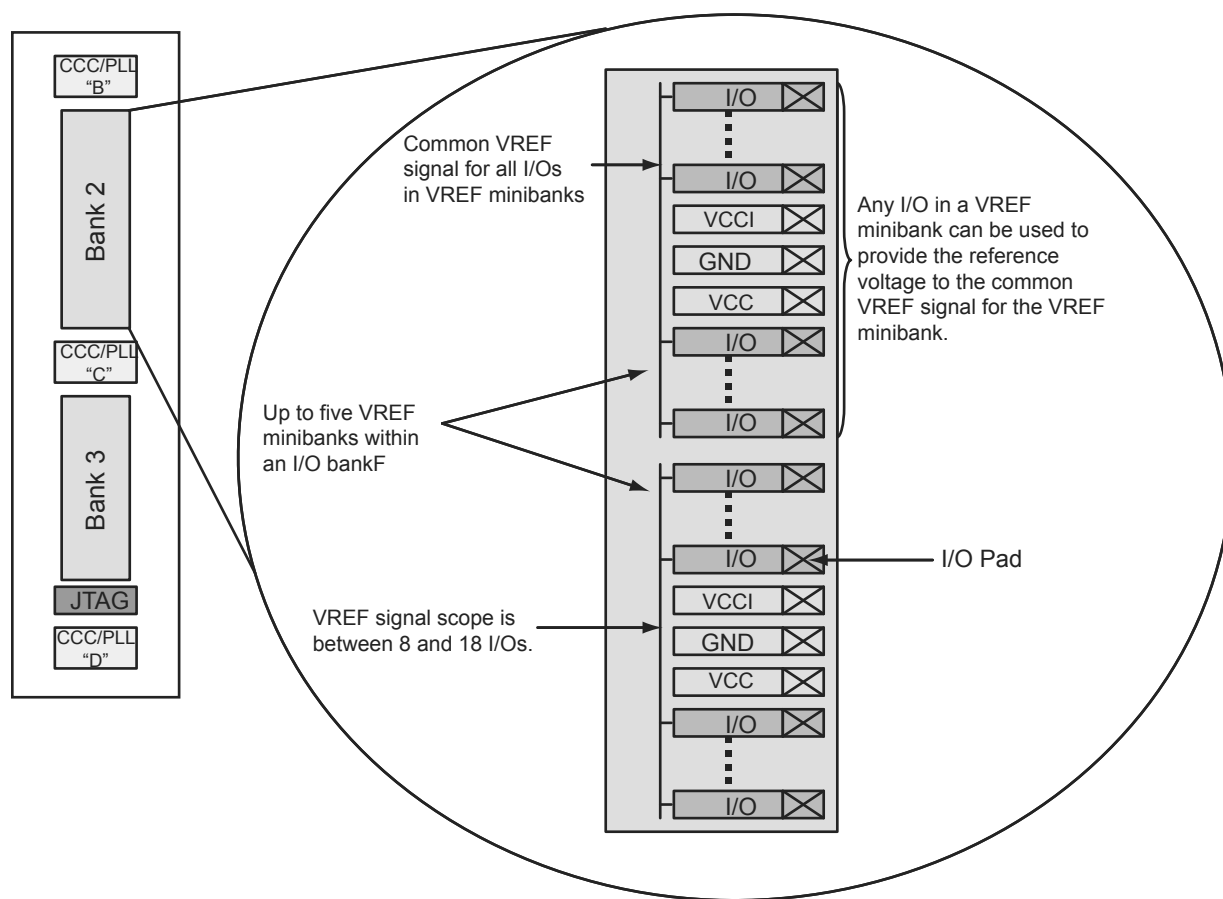 CCC/PLL
“B”
Bank 2
CCC/PLL
“C”
Bank 3
JTAG
CCC/PLL
“D”
Common VREF
signal for all I/Os
in VREF minibanks
Up to five VREF
minibanks within
an I/O bankF
VREF signal scope is
between 8 and 18 I/Os.
I/O
I/O
VCCI
GND
VCC
I/O
I/O
I/O
I/O
VCCI
GND
VCC
I/O
I/O
Any I/O in a VREF
minibank can be used to
provide the reference
voltage to the common
VREF signal for the VREF
minibank.
I/O Pad